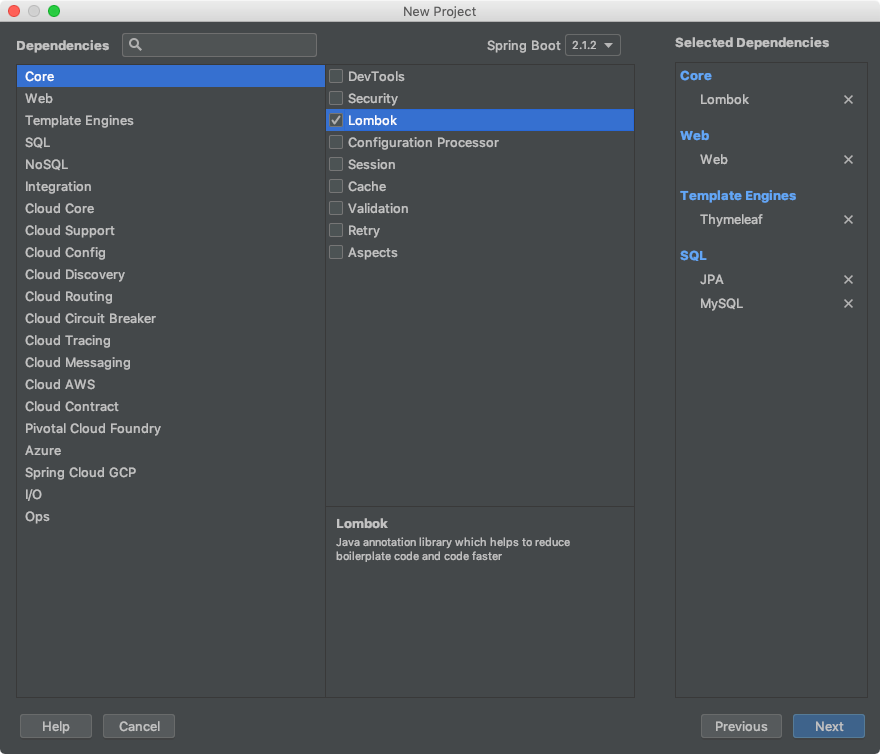 New Project
Dependencies
Spring Boot 2.1.2
Selected Dependencies
Core
Web
Template Engines
SQL
NoSQL
Integration
Cloud Core
Cloud Support
Cloud Config
Cloud Discovery
Cloud Routing
Cloud Circuit Breaker
Cloud Tracing
Cloud Messaging
Cloud AWS
Cloud Contract
Pivotal Cloud Foundry
Azure
Spring Cloud GCP
I/O
Ops
DevTools
Security
Lombok
Configuration Processor
Session
Cache
Validation
Retry
Aspects
Lombok
Java annotation library which helps to reduce
boilerplate code and code faster
Core
Lombok
Web
Web
Template Engines
Thymeleaf
SQL
JPA
MySQL
Help
Cancel
Previous
Next